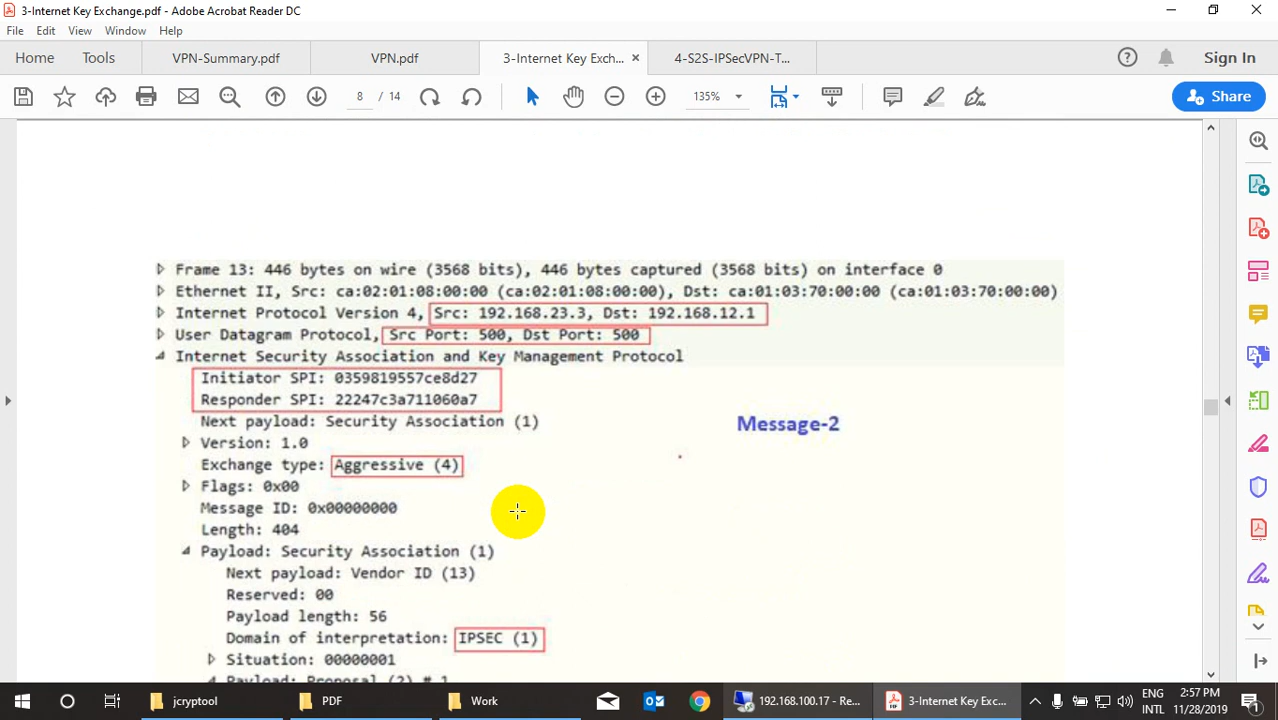 3-Internet Key Exchange.pdf - Adobe Acrobat Reader DC
File Edit View Window Help
Home Tools VPN-Summary.pdf VPN.pdf 3-Internet Key Exch... × 4-S2S-IPSecVPN-T... Sign In
8 / 14 135% Share
Frame 13: 446 bytes on wire (3568 bits), 446 bytes captured (3568 bits) on interface 0
Ethernet II, Src: ca:02:01:08:00:00 (ca:02:01:08:00:00), Dst: ca:01:03:70:00:00 (ca:01:03:70:00:00)
Internet Protocol Version 4, Src: 192.168.23.3, Dst: 192.168.12.1
User Datagram Protocol, Src Port: 500, Dst Port: 500
Internet Security Association and Key Management Protocol
Initiator SPI: 0359819557ce8d27
Responder SPI: 22247c3a711060a7
Next payload: Security Association (1)
Message-2
Version: 1.0
Exchange type: Aggressive (4)
Flags: 0x00
Message ID: 0x00000000
Length: 404
Payload: Security Association (1)
Next payload: Vendor ID (13)
Reserved: 00
Payload length: 56
Domain of interpretation: IPSEC (1)
Situation: 00000001
Payload: Proposal (2) # 1
jcryptool PDF Work 192.168.100.17 - Re... 3-Internet Key Exc... ENG 2:57 PM
INTL 11/28/2019